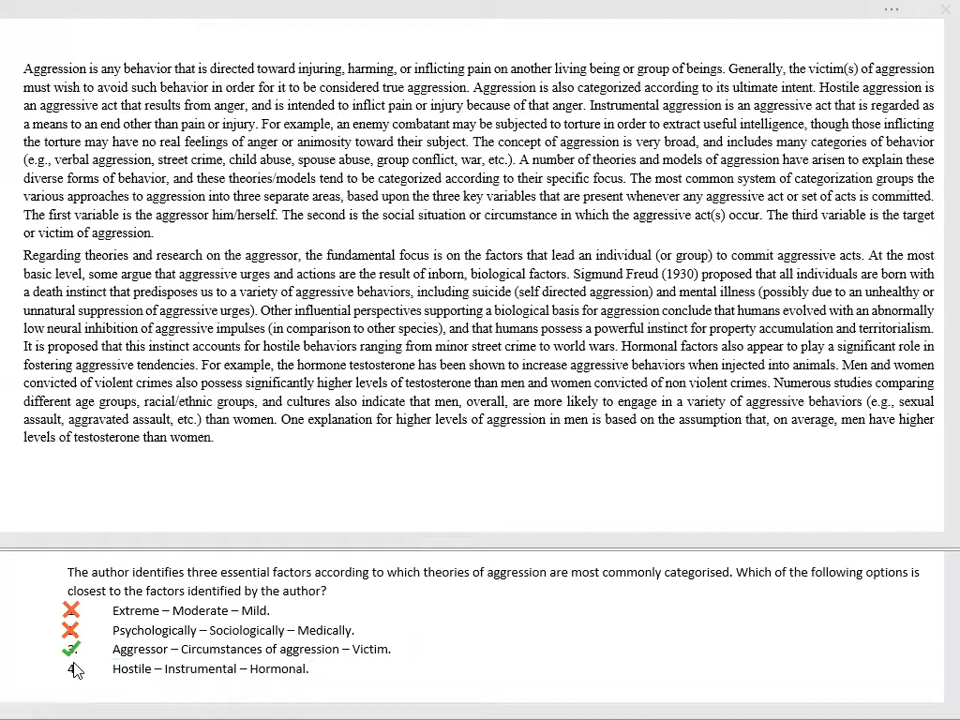 Aggression is any behavior that is directed toward injuring, harming, or inflicting pain on another living being or group of beings. Generally, the victim(s) of aggression
must wish to avoid such behavior in order for it to be considered true aggression. Aggression is also categorized according to its ultimate intent. Hostile aggression is
an aggressive act that results from anger, and is intended to inflict pain or injury because of that anger. Instrumental aggression is an aggressive act that is regarded as
a means to an end other than pain or injury. For example, an enemy combatant may be subjected to torture in order to extract useful intelligence, though those inflicting
the torture may have no real feelings of anger or animosity toward their subject. The concept of aggression is very broad, and includes many categories of behavior
(e.g., verbal aggression, street crime, child abuse, spouse abuse, group conflict, war, etc.). A number of theories and models of aggression have arisen to explain these
diverse forms of behavior, and these theories/models tend to be categorized according to their specific focus. The most common system of categorization groups the
various approaches to aggression into three separate areas, based upon the three key variables that are present whenever any aggressive act or set of acts is committed.
The first variable is the aggressor him/herself. The second is the social situation or circumstance in which the aggressive act(s) occur. The third variable is the target
or victim of aggression.
Regarding theories and research on the aggressor, the fundamental focus is on the factors that lead an individual (or group) to commit aggressive acts. At the most
basic level, some argue that aggressive urges and actions are the result of inborn, biological factors. Sigmund Freud (1930) proposed that all individuals are born with
a death instinct that predisposes us to a variety of aggressive behaviors, including suicide (self directed aggression) and mental illness (possibly due to an unhealthy or
unnatural suppression of aggressive urges). Other influential perspectives supporting a biological basis for aggression conclude that humans evolved with an abnormally
low neural inhibition of aggressive impulses (in comparison to other species), and that humans possess a powerful instinct for property accumulation and territorialism.
It is proposed that this instinct accounts for hostile behaviors ranging from minor street crime to world wars. Hormonal factors also appear to play a significant role in
fostering aggressive tendencies. For example, the hormone testosterone has been shown to increase aggressive behaviors when injected into animals. Men and women
convicted of violent crimes also possess significantly higher levels of testosterone than men and women convicted of non violent crimes. Numerous studies comparing
different age groups, racial/ethnic groups, and cultures also indicate that men, overall, are more likely to engage in a variety of aggressive behaviors (e.g., sexual
assault, aggravated assault, etc.) than women. One explanation for higher levels of aggression in men is based on the assumption that, on average, men have higher
levels of testosterone than women.
The author identifies three essential factors according to which theories of aggression are most commonly categorised. Which of the following options is
closest to the factors identified by the author?
Extreme – Moderate – Mild.
Psychologically – Sociologically – Medically.
3. Aggressor – Circumstances of aggression – Victim.
4 Hostile – Instrumental – Hormonal.